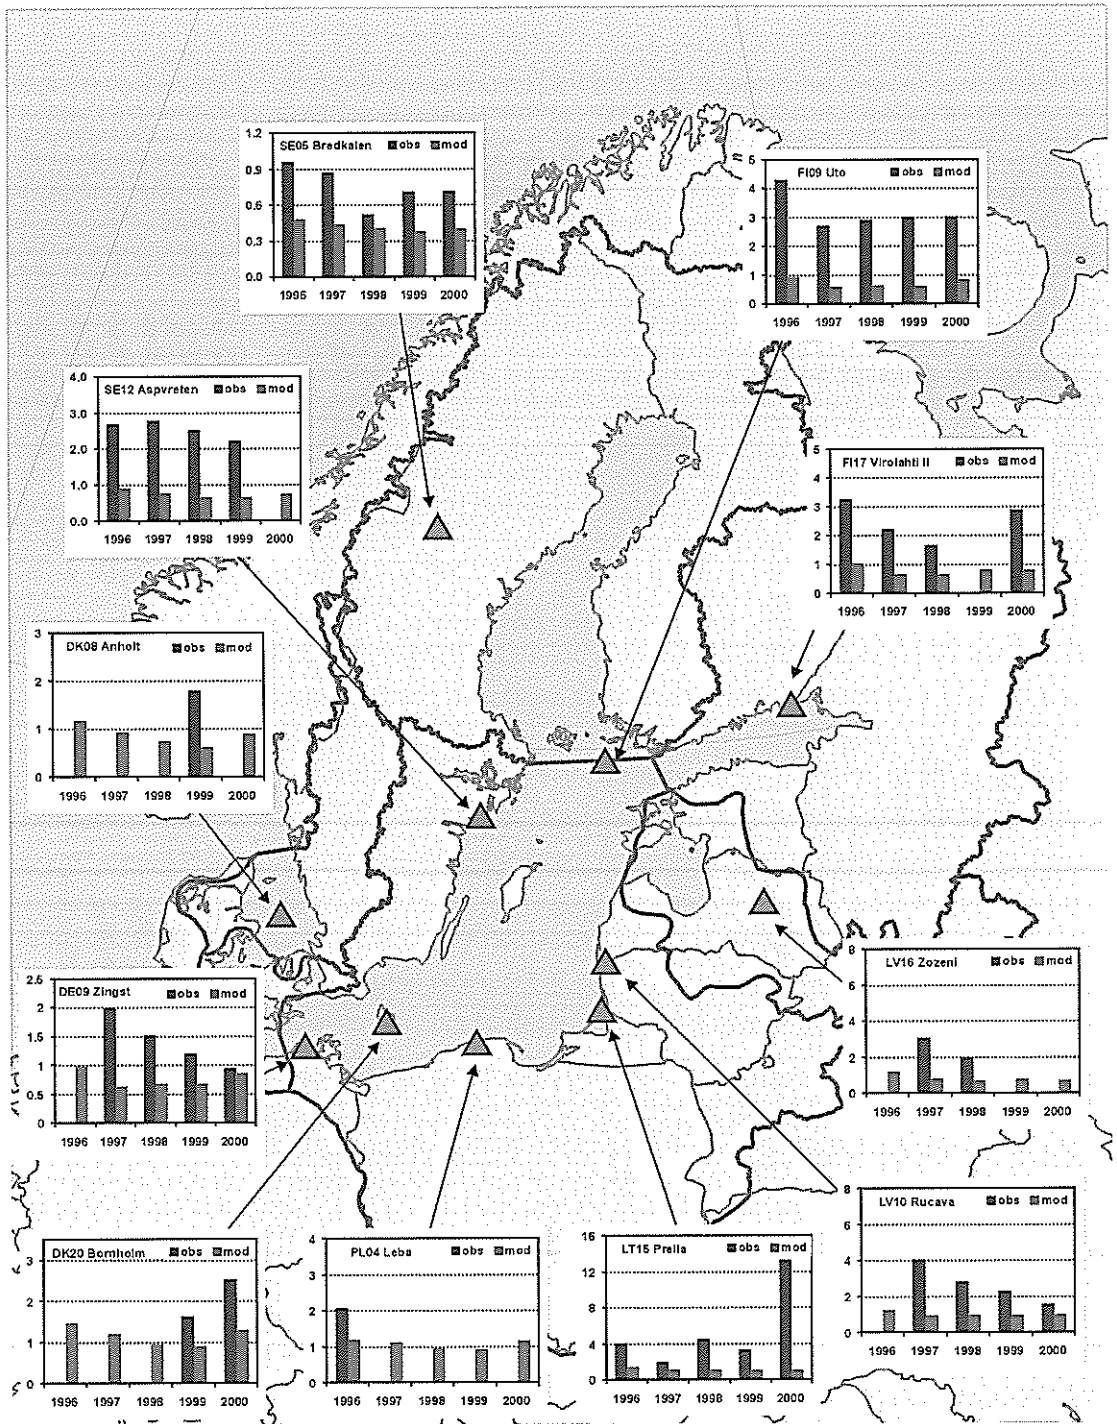 SE05 Bredkalen obs mod
1.2
0.9
0.6
0.3
0.0
1996 1997 1998 1999 2000
FI09 Uto obs mod
5
4
3
2
1
0
1996 1997 1998 1999 2000
SE12 Aspvreten obs mod
4.0
3.0
2.0
1.0
0.0
1996 1997 1998 1999 2000
FI17 Virolahti II obs mod
5
4
3
2
1
0
1996 1997 1998 1999 2000
DK08 Anholt obs mod
3
2
1
0
1996 1997 1998 1999 2000
LV16 Zozeni obs mod
8
6
4
2
0
1996 1997 1998 1999 2000
DE09 Zingst obs mod
2.5
2
1.5
1
0.5
0
1996 1997 1998 1999 2000
LV10 Rucava obs mod
8
6
4
2
0
1996 1997 1998 1999 2000
DK20 Bornholm obs mod
3
2
1
0
1996 1997 1998 1999 2000
PL04 Leba obs mod
4
3
2
1
0
1996 1997 1998 1999 2000
LT15 Preila obs mod
16
12
8
4
0
1996 1997 1998 1999 2000